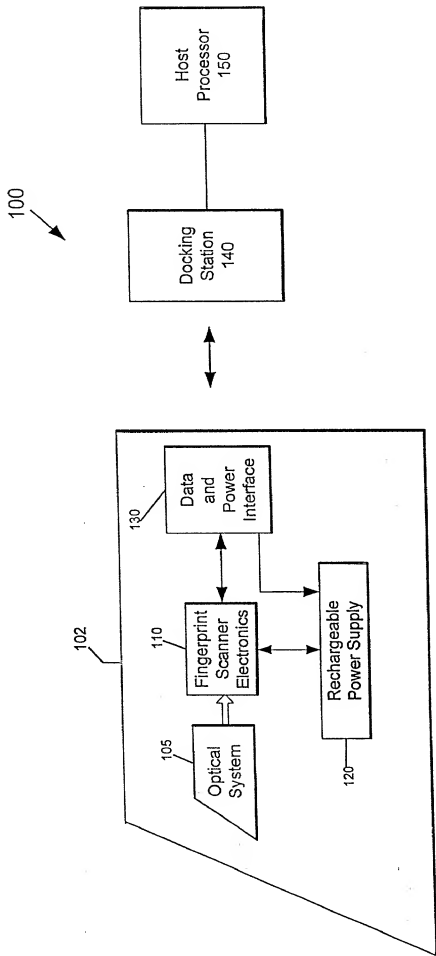 100
102
105
Optical
System
110
Fingerprint
Scanner
Electronics
130
Data
and
Power
Interface
Rechargeable
Power Supply
120
Docking
Station
140
Host
Processor
150